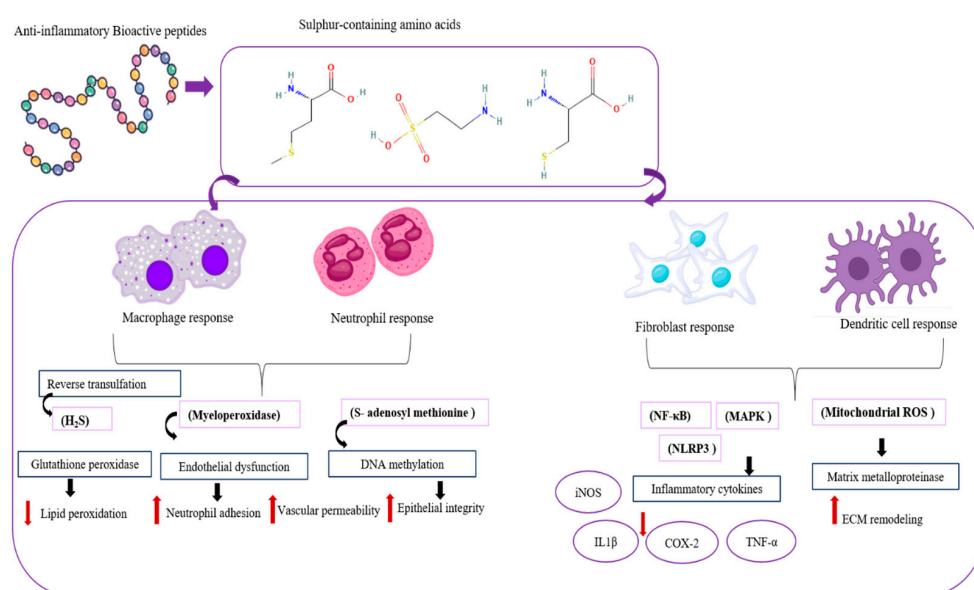 Anti-inflammatory Bioactive peptides
Sulphur-containing amino acids
H
N
H
O
O
H
S
O
S
O
O
H
N
H
H
H
N
H
O
O
H
S
H
Macrophage response
Neutrophil response
Fibroblast response
Dendritic cell response
Reverse transulfation
(H₂S)
(Myeloperoxidase)
(S- adenosyl methionine )
(NF-κB)
(MAPK )
(NLRP3 )
(Mitochondrial ROS )
Glutathione peroxidase
Endothelial dysfunction
DNA methylation
Inflammatory cytokines
Matrix metalloproteinase
Lipid peroxidation
Neutrophil adhesion
Vascular permeability
Epithelial integrity
iNOS
IL1β
COX-2
TNF-α
ECM remodeling